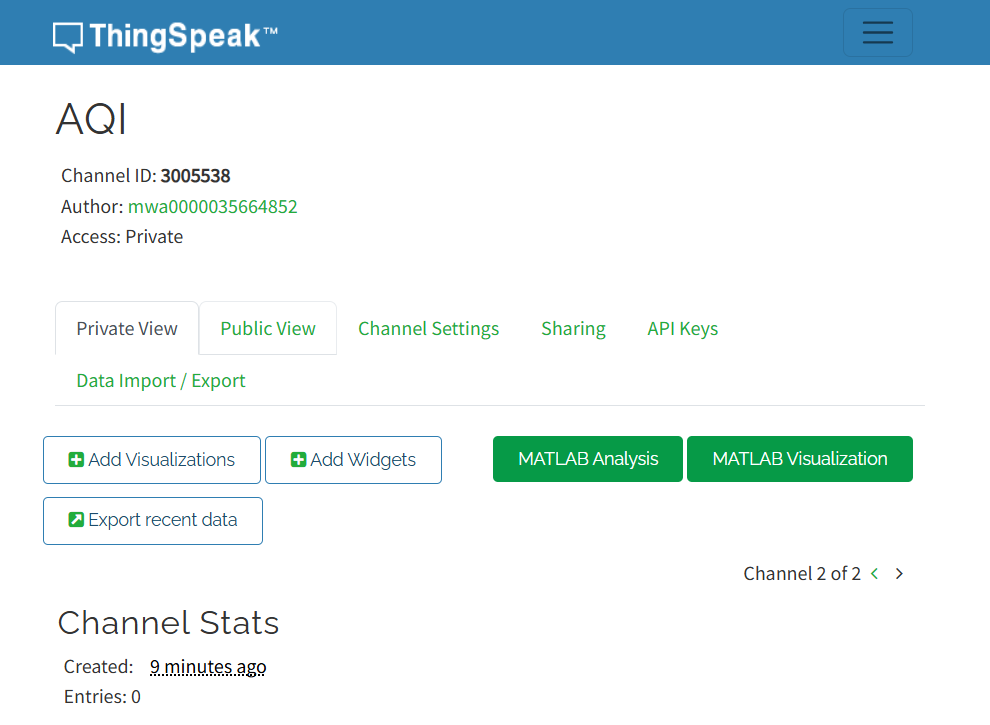 ThingSpeak™
AQI
Channel ID: 3005538
Author: mwa0000035664852
Access: Private
Private View Public View Channel Settings Sharing API Keys
Data Import / Export
Add Visualizations Add Widgets MATLAB Analysis MATLAB Visualization
Export recent data
Channel 2 of 2 < >
Channel Stats
Created: 9 minutes ago
Entries: 0